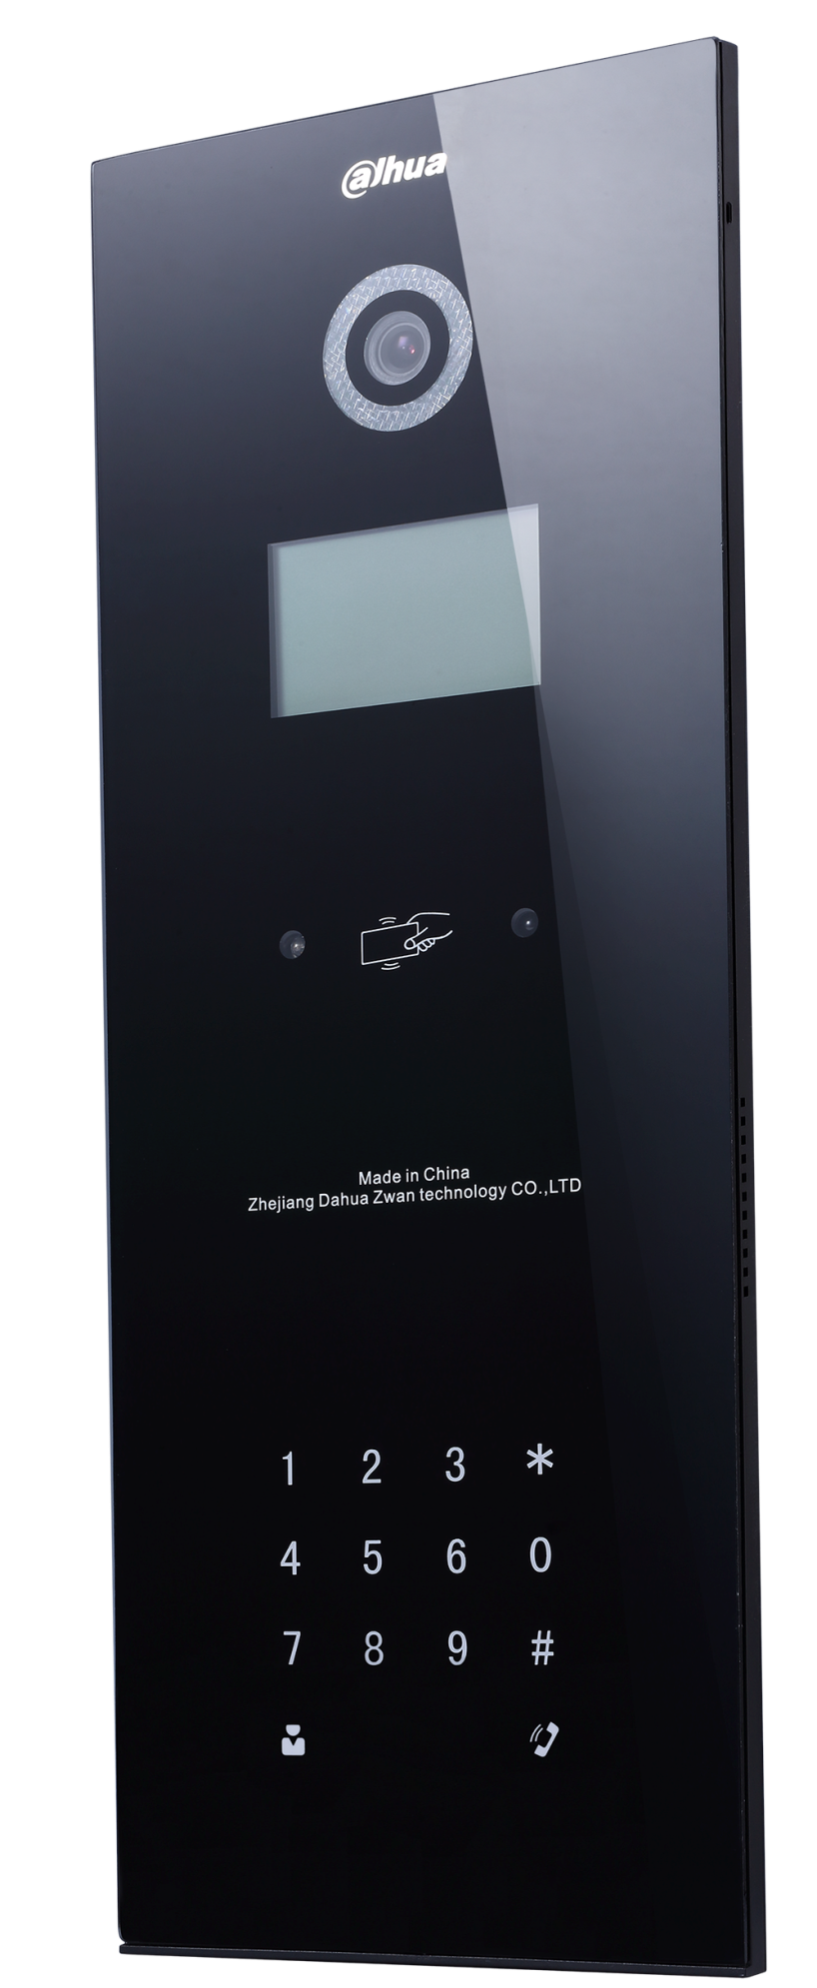 alhua
Made in China
Zhejiang Dahua Zwan technology CO.,LTD
1 2 3 *
4 5 6 0
7 8 9 #